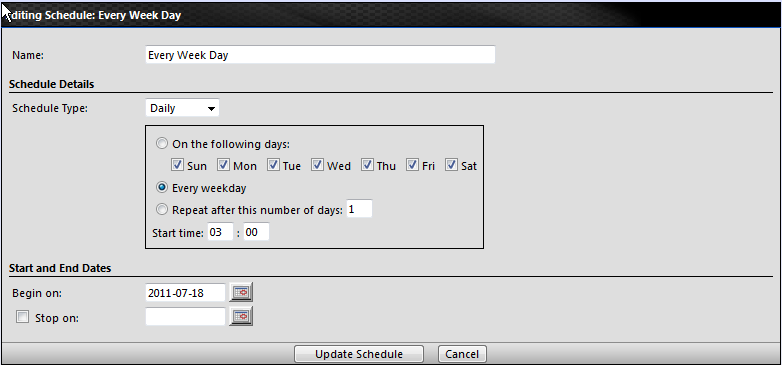 Editing Schedule: Every Week Day
Name: Every Week Day
Schedule Details
Schedule Type: Daily
On the following days:
Sun Mon Tue Wed Thu Fri Sat
Every weekday
Repeat after this number of days: 1
Start time: 03 : 00
Start and End Dates
Begin on: 2011-07-18
Stop on:
Update Schedule Cancel